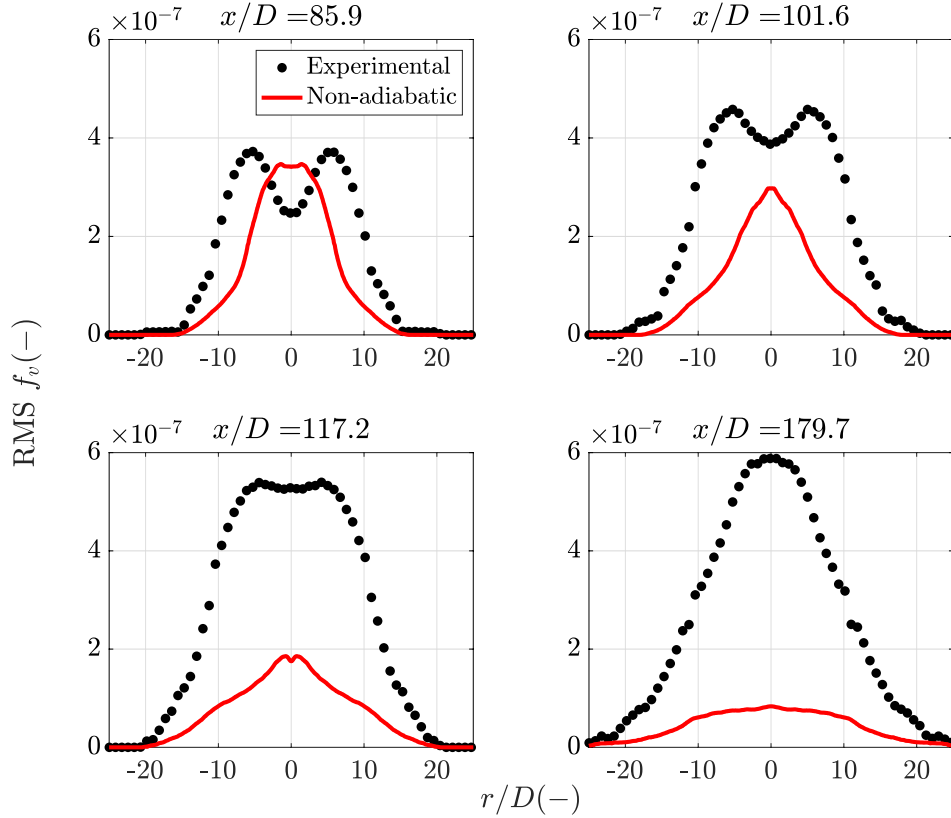 ×10⁻⁷ x/D =85.9
6
4
2
0
-20 -10 0 10 20
Experimental
Non-adiabatic
×10⁻⁷ x/D =101.6
6
4
2
0
-20 -10 0 10 20
RMS f_v(−)
×10⁻⁷ x/D =117.2
6
4
2
0
-20 -10 0 10 20
×10⁻⁷ x/D =179.7
6
4
2
0
-20 -10 0 10 20
r/D(−)